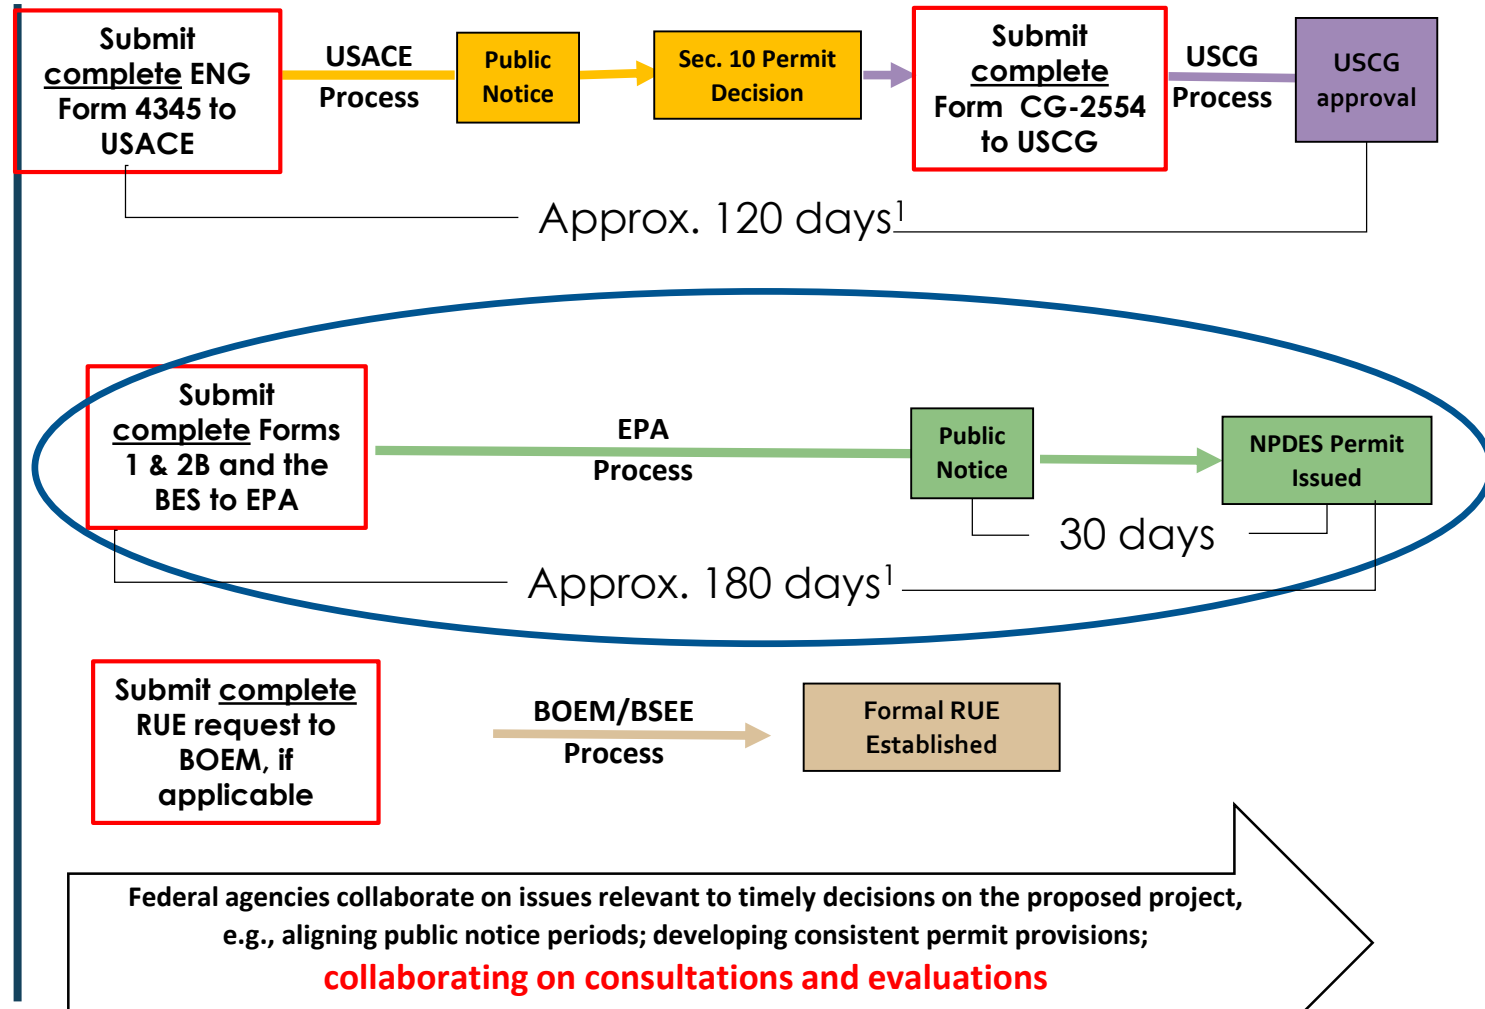 Submit
complete ENG
Form 4345 to
USACE
USACE
Process
Public
Notice
Sec. 10 Permit
Decision
Submit
complete
Form CG-2554
to USCG
USCG
Process
USCG
approval
Approx. 120 days1
Submit
complete Forms
1 & 2B and the
BES to EPA
EPA
Process
Public
Notice
NPDES Permit
Issued
30 days
Approx. 180 days1
Submit complete
RUE request to
BOEM, if
applicable
BOEM/BSEE
Process
Formal RUE
Established
Federal agencies collaborate on issues relevant to timely decisions on the proposed project,
e.g., aligning public notice periods; developing consistent permit provisions;
collaborating on consultations and evaluations